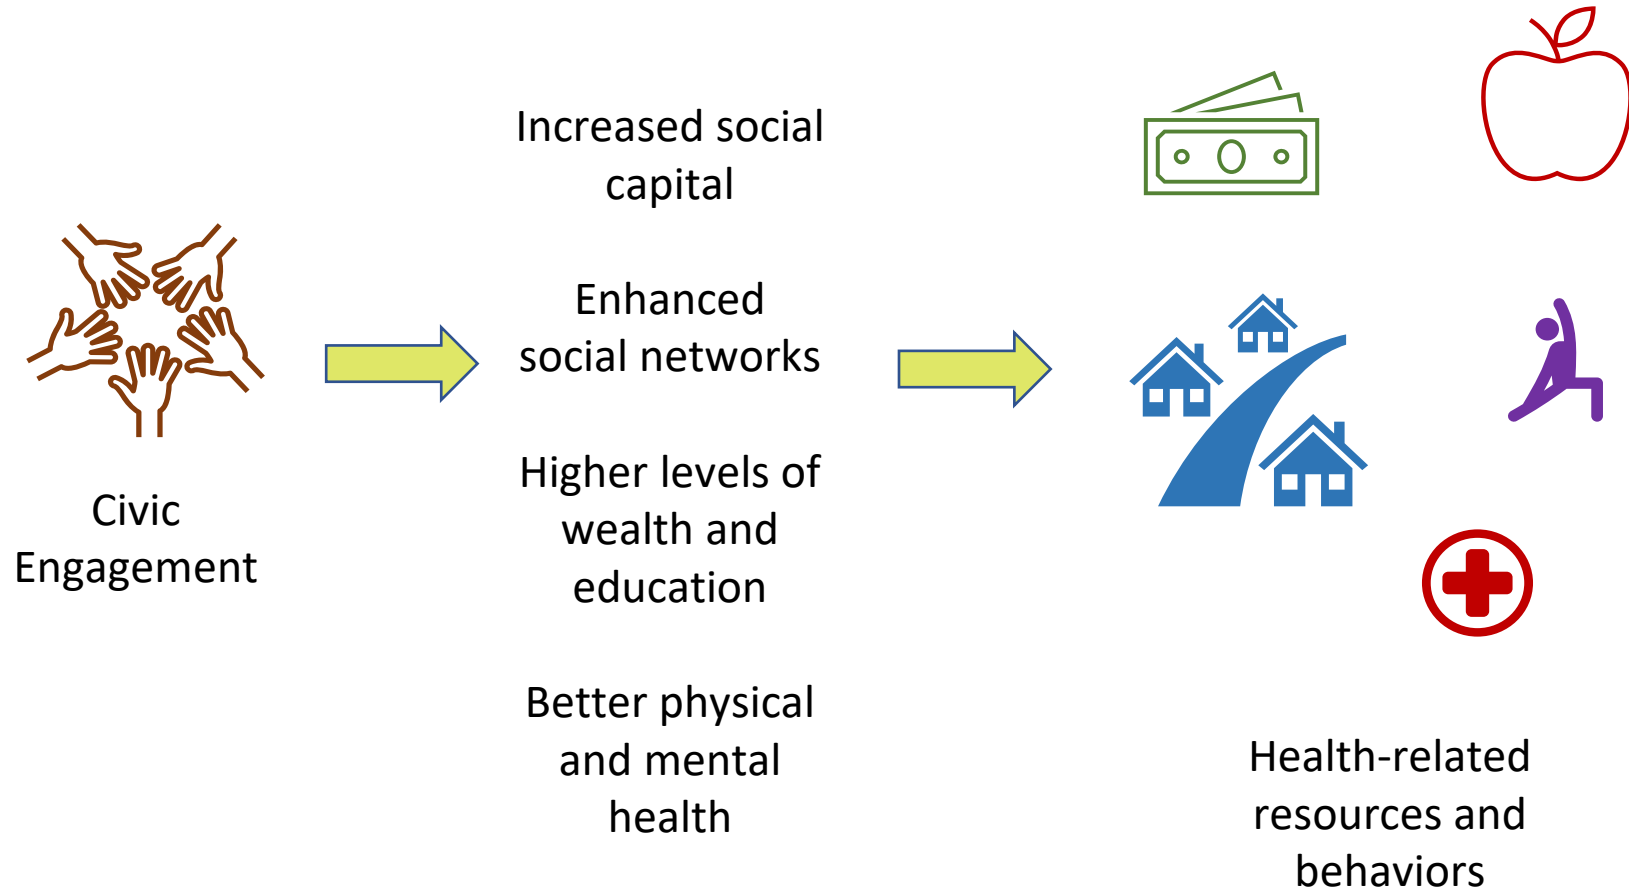 Civic
Engagement
Increased social
capital
Enhanced
social networks
Higher levels of
wealth and
education
Better physical
and mental
health
Health-related
resources and
behaviors